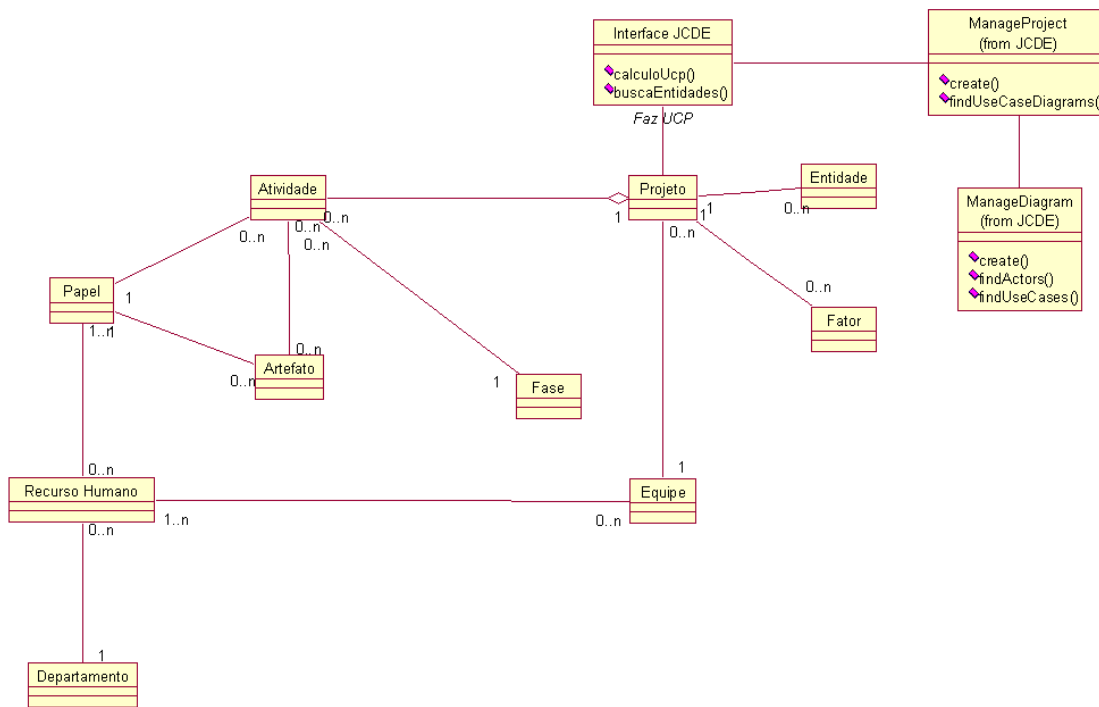 Interface JCDE
calculoUcp()
buscaEntidades()
Faz UCP
ManageProject
(from JCDE)
create()
findUseCaseDiagrams(
Atividade
0..n
0..n
0..n
0..n
Projeto
1
1
1
0..n
Entidade
0..n
ManageDiagram
(from JCDE)
create()
findActors()
findUseCases()
Papel
1
1..n
1
0..n
Fator
0..n
Artefato
0..n
1
Fase
0..n
Recurso Humano
1..n
0..n
1
Equipe
0..n
1
Departamento